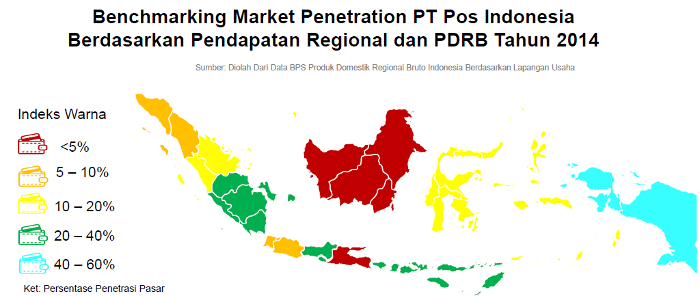 Benchmarking Market Penetration PT Pos Indonesia
Berdasarkan Pendapatan Regional dan PDRB Tahun 2014
Sumber: Diolah Dari Data BPS Produk Domestik Regional Bruto Indonesia Berdasarkan Lapangan Usaha
Indeks Warna
<5%
5 – 10%
10 – 20%
20 – 40%
40 – 60%
Ket: Persentase Penetrasi Pasar